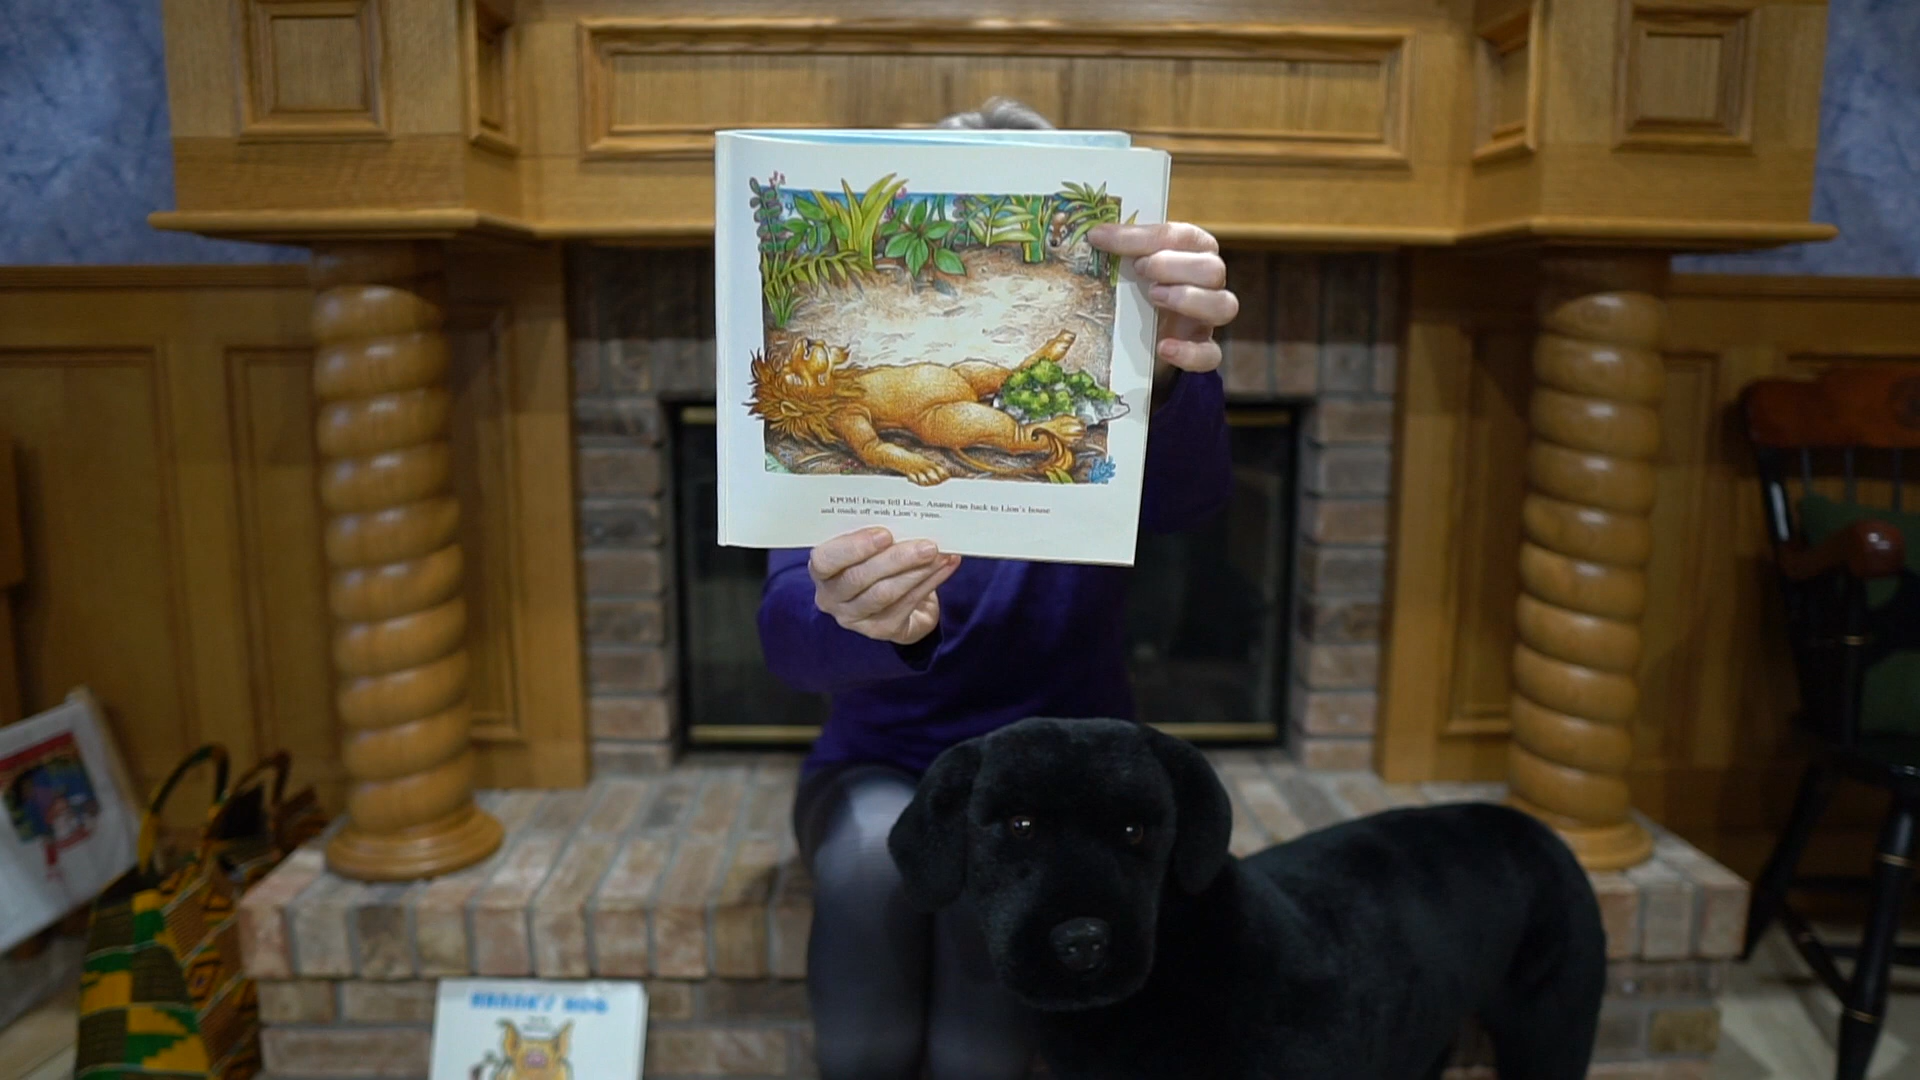 KPOM! Down fell Lion. Anansi ran back to Lion's house
and made off with Lion's yams.